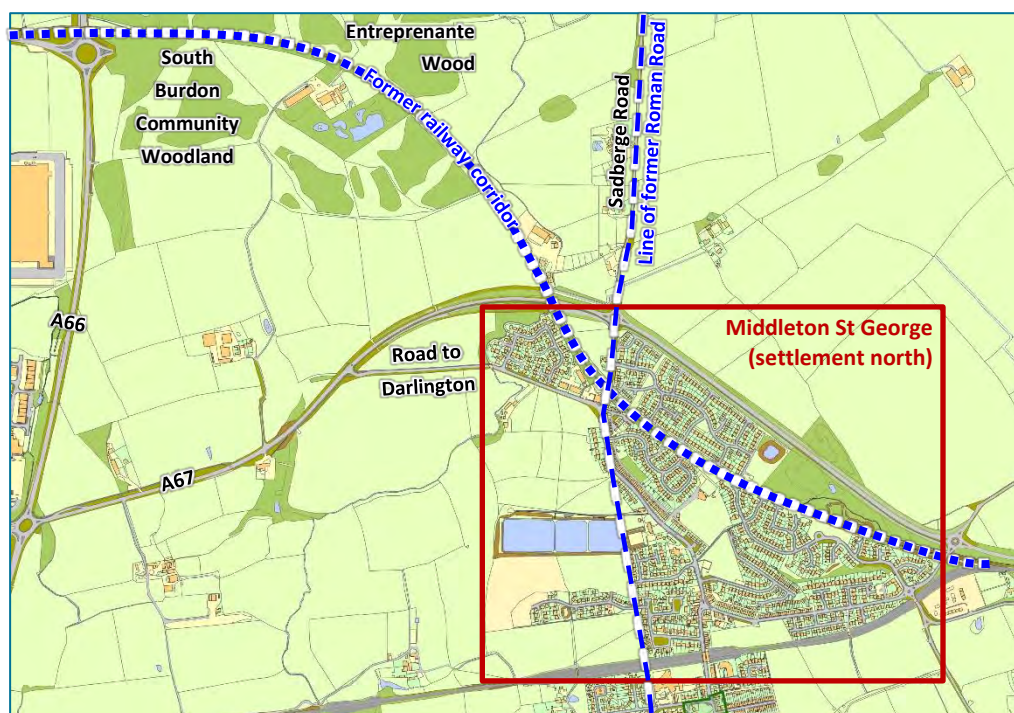 Entreprenante
Wood
South
Burdon
Community
Woodland
Former railway corridor
Sadberge Road
Line of former Roman Road
A66
Road to
Darlington
A67
Middleton St George
(settlement north)